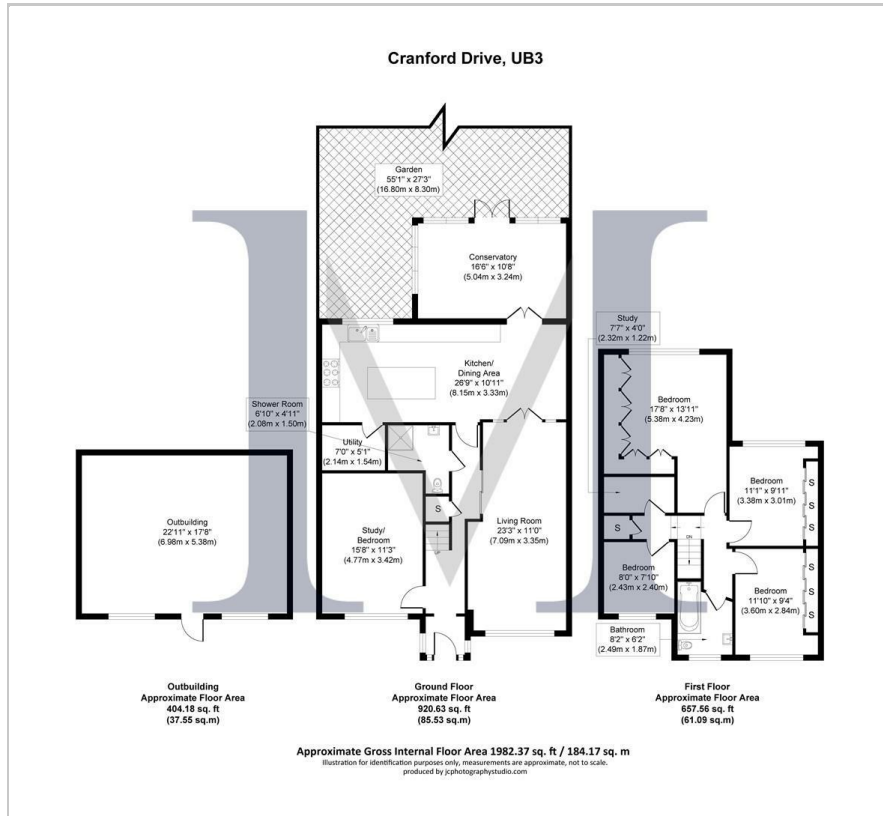 Cranford Drive, UB3
Garden
55'1" x 27'3"
(16.80m x 8.30m)
Conservatory
16'6" x 10'8"
(5.04m x 3.24m)
Study
7'7" x 4'0"
(2.32m x 1.22m)
Kitchen/
Dining Area
26'9" x 10'11"
(8.15m x 3.33m)
Bedroom
17'8" x 13'11"
(5.38m x 4.23m)
Shower Room
6'10" x 4'11"
(2.08m x 1.50m)
Utility
7'0" x 5'1"
(2.14m x 1.54m)
Bedroom
11'1" x 9'11"
(3.38m x 3.01m)
S
S
S
Outbuilding
22'11" x 17'8"
(6.98m x 5.38m)
S
Study/
Bedroom
15'8" x 11'3"
(4.77m x 3.42m)
Living Room
23'3" x 11'0"
(7.09m x 3.35m)
UP
S
DN
Bedroom
8'0" x 7'10"
(2.43m x 2.40m)
Bedroom
11'10" x 9'4"
(3.60m x 2.84m)
S
S
S
Bathroom
8'2" x 6'2"
(2.49m x 1.87m)
Outbuilding
Approximate Floor Area
404.18 sq. ft
(37.55 sq.m)
Ground Floor
Approximate Floor Area
920.63 sq. ft
(85.53 sq.m)
First Floor
Approximate Floor Area
657.56 sq. ft
(61.09 sq.m)
Approximate Gross Internal Floor Area 1982.37 sq. ft / 184.17 sq. m
Illustration for identification purposes only, measurements are approximate, not to scale.
produced by jcphotographystudio.com